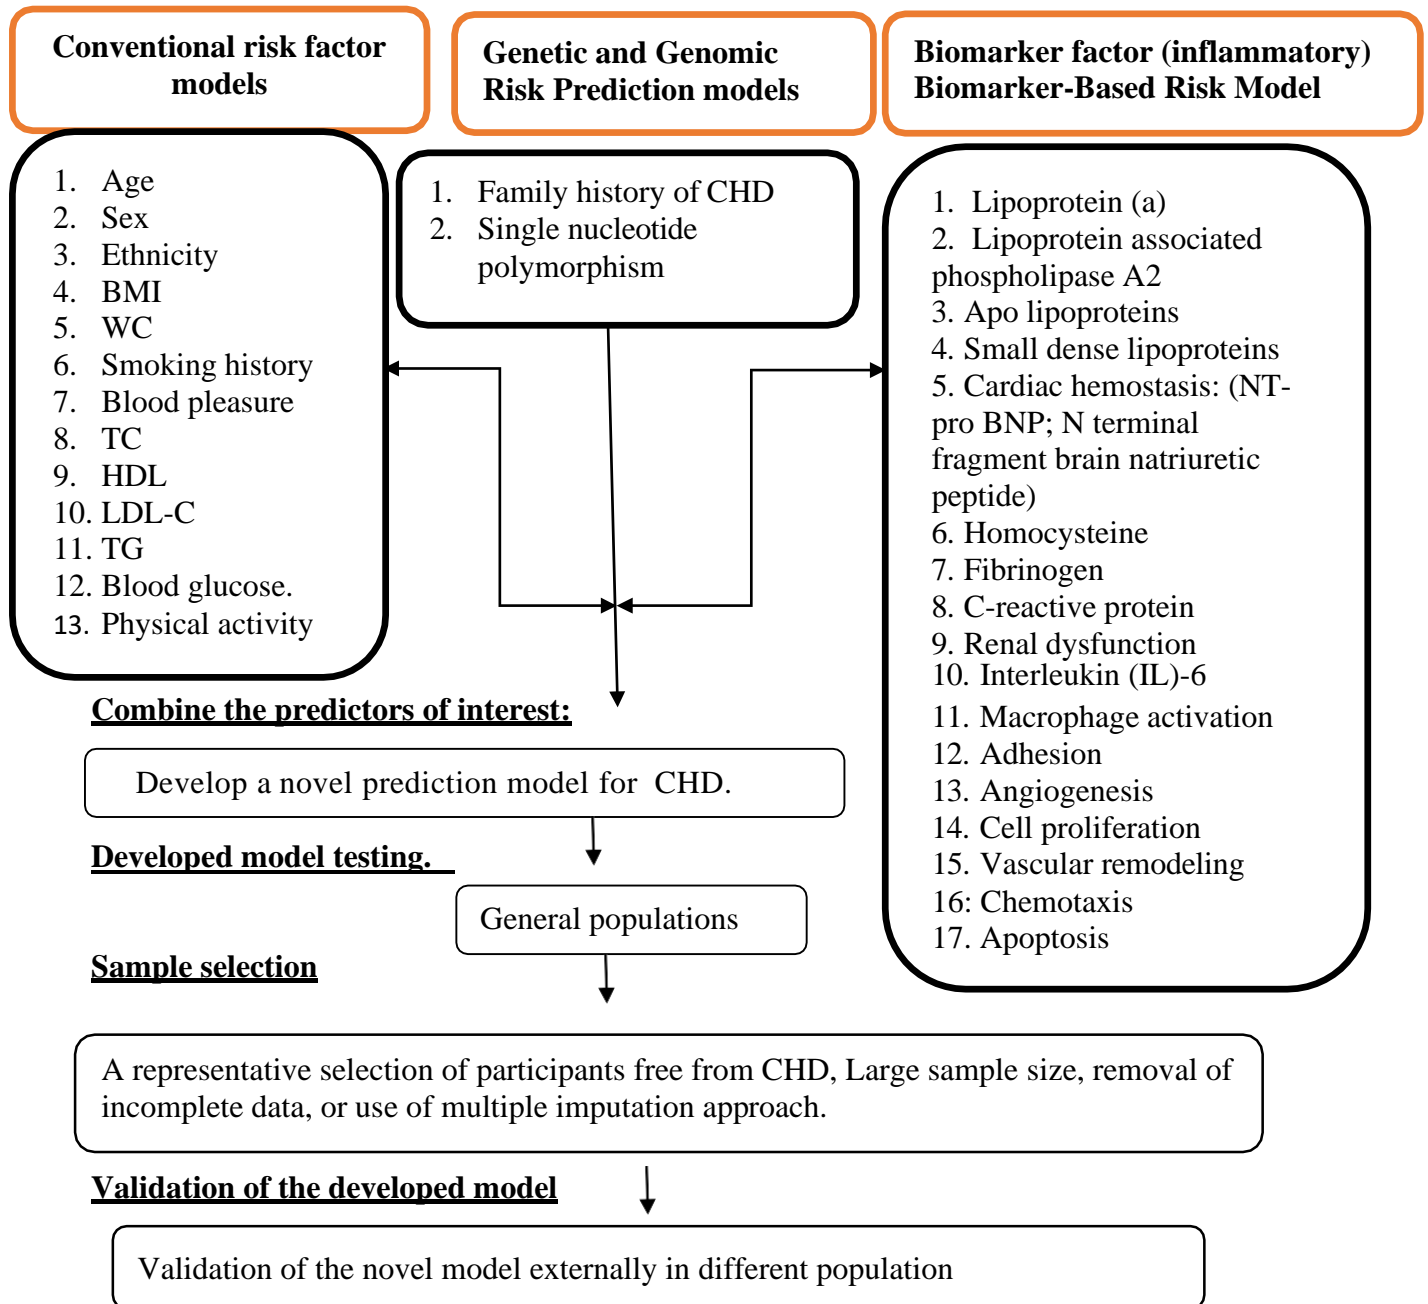 Conventional risk factor
models
Genetic and Genomic
Risk Prediction models
Biomarker factor (inflammatory)
Biomarker-Based Risk Model
1. Age
2. Sex
3. Ethnicity
4. BMI
5. WC
6. Smoking history
7. Blood pleasure
8. TC
9. HDL
10. LDL-C
11. TG
12. Blood glucose.
13. Physical activity
1. Family history of CHD
2. Single nucleotide
polymorphism
1. Lipoprotein (a)
2. Lipoprotein associated
phospholipase A2
3. Apo lipoproteins
4. Small dense lipoproteins
5. Cardiac hemostasis: (NT-
pro BNP; N terminal
fragment brain natriuretic
peptide)
6. Homocysteine
7. Fibrinogen
8. C-reactive protein
9. Renal dysfunction
10. Interleukin (IL)-6
11. Macrophage activation
12. Adhesion
13. Angiogenesis
14. Cell proliferation
15. Vascular remodeling
16: Chemotaxis
17. Apoptosis
Combine the predictors of interest:
Develop a novel prediction model for CHD.
Developed model testing.
General populations
Sample selection
A representative selection of participants free from CHD, Large sample size, removal of
incomplete data, or use of multiple imputation approach.
Validation of the developed model
Validation of the novel model externally in different population